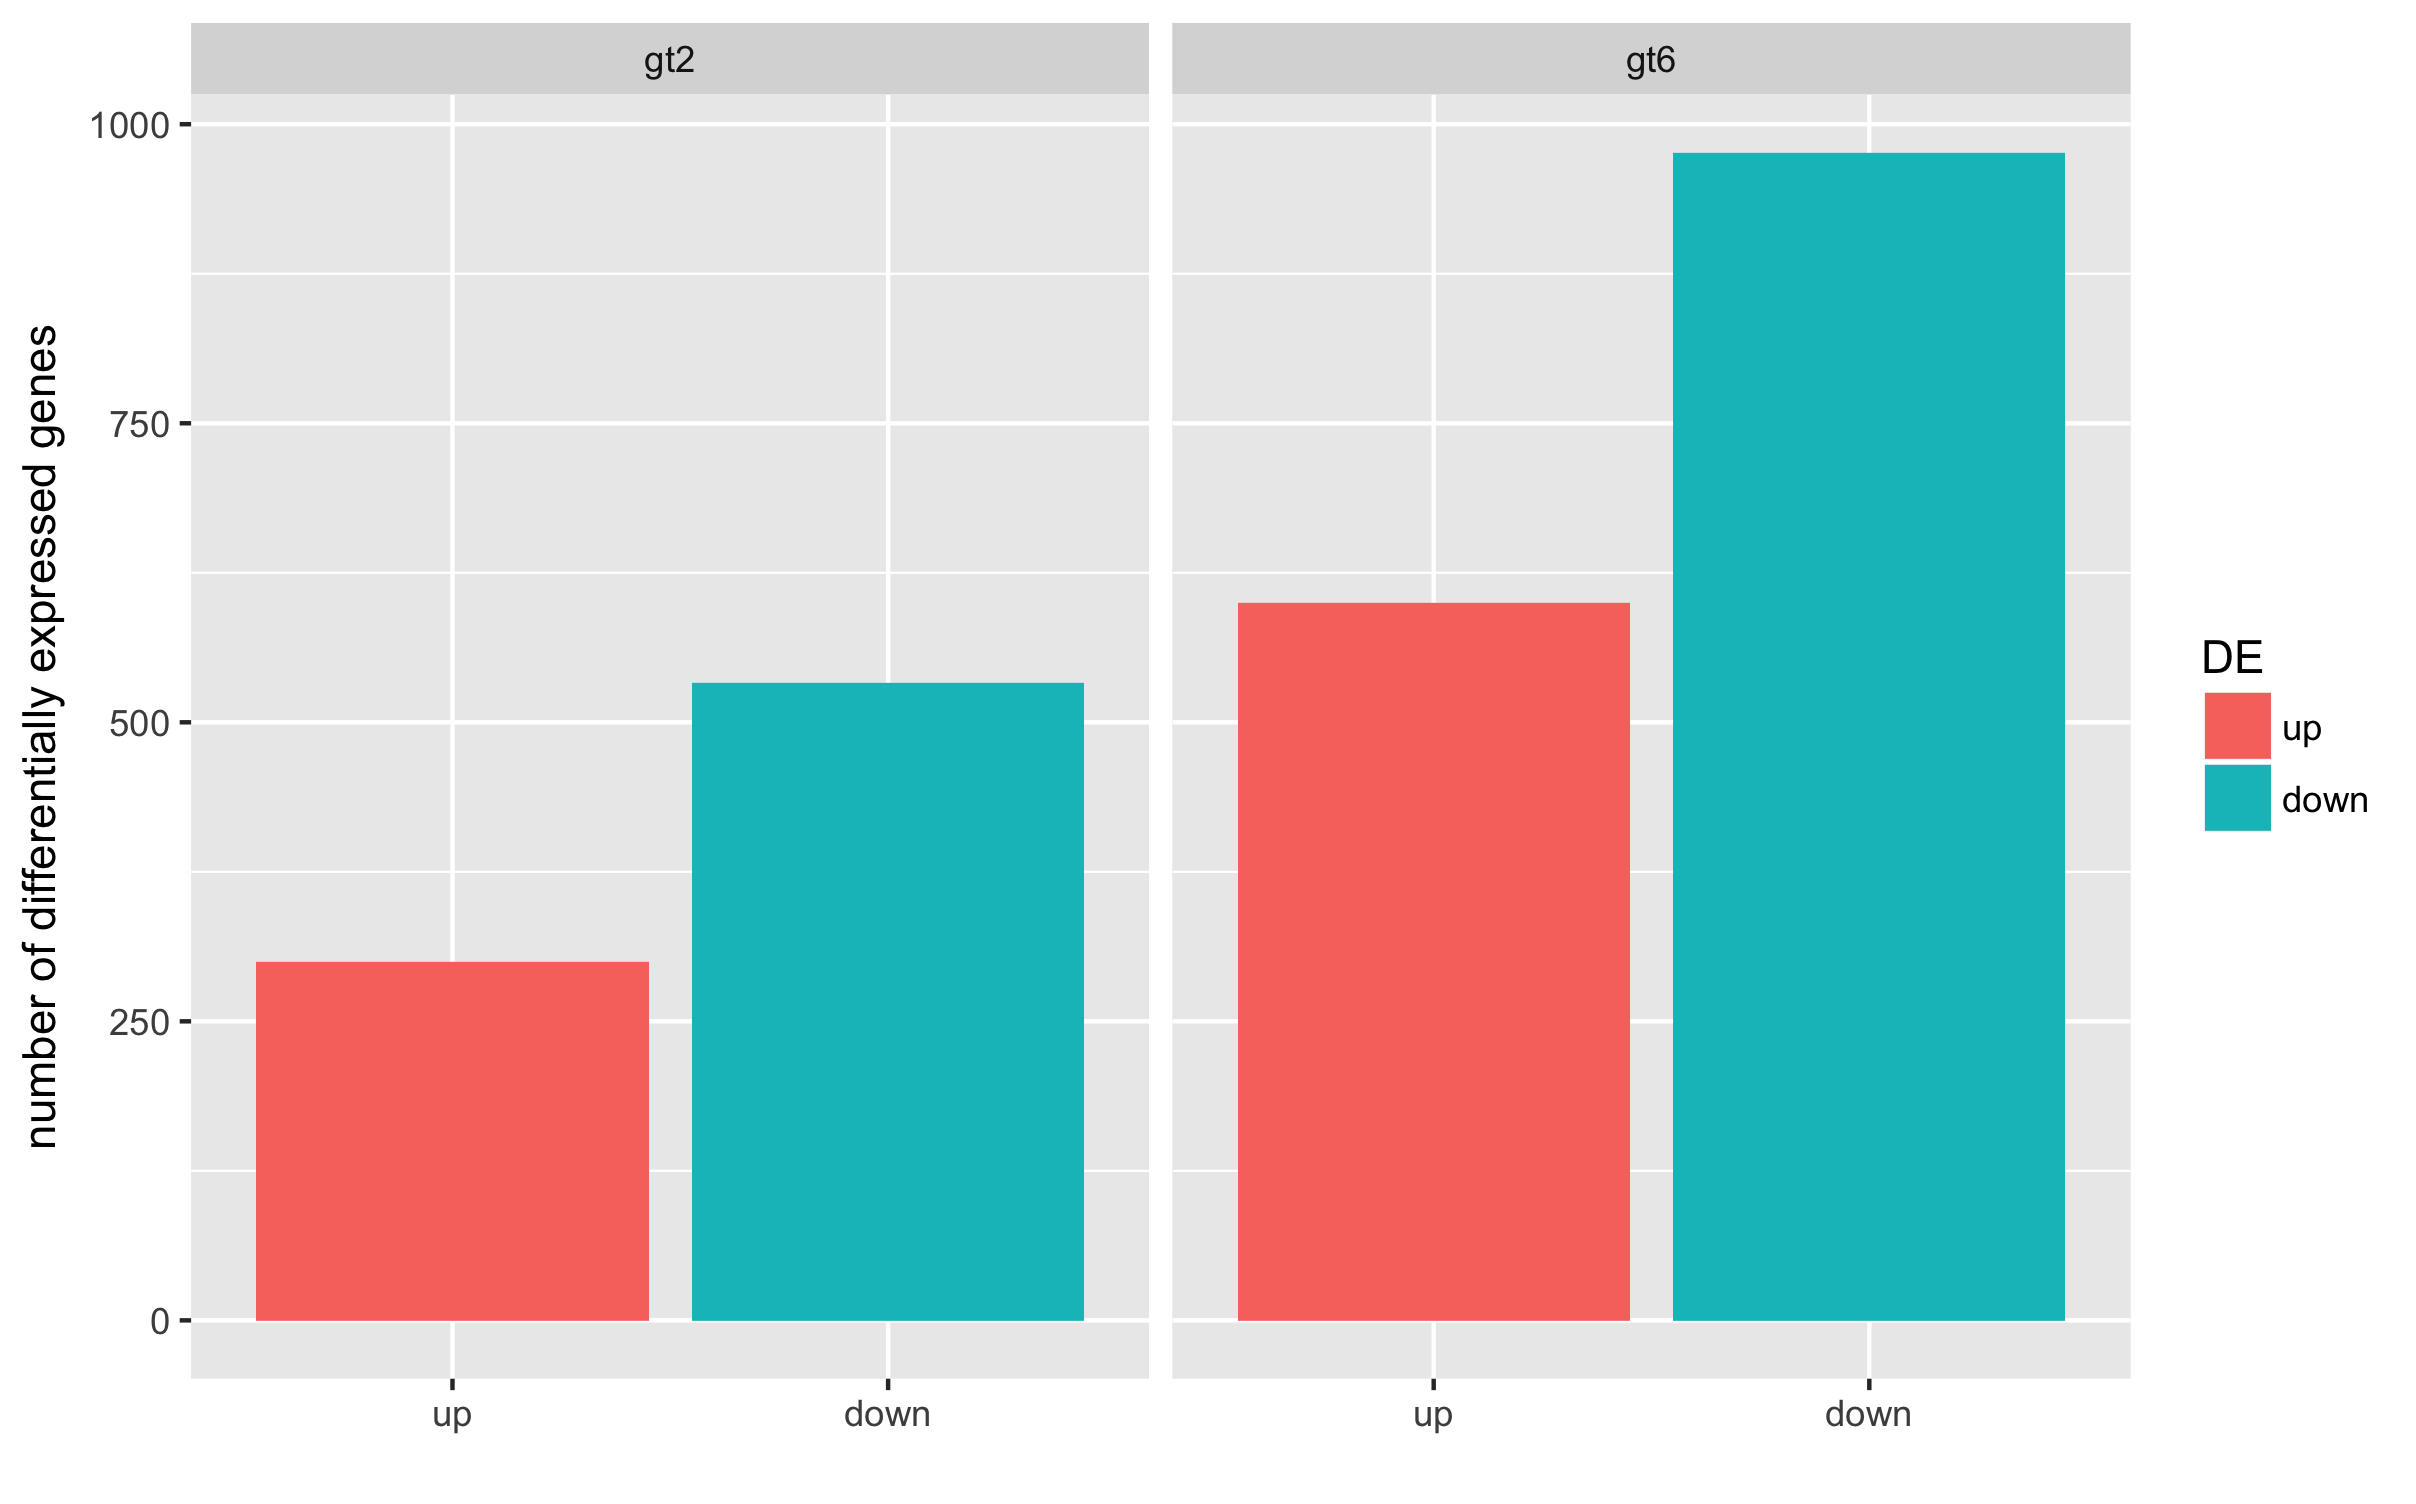 gt2
gt6
number of differentially expressed genes
1000
750
500
250
0
up
down
up
down
DE
up
down